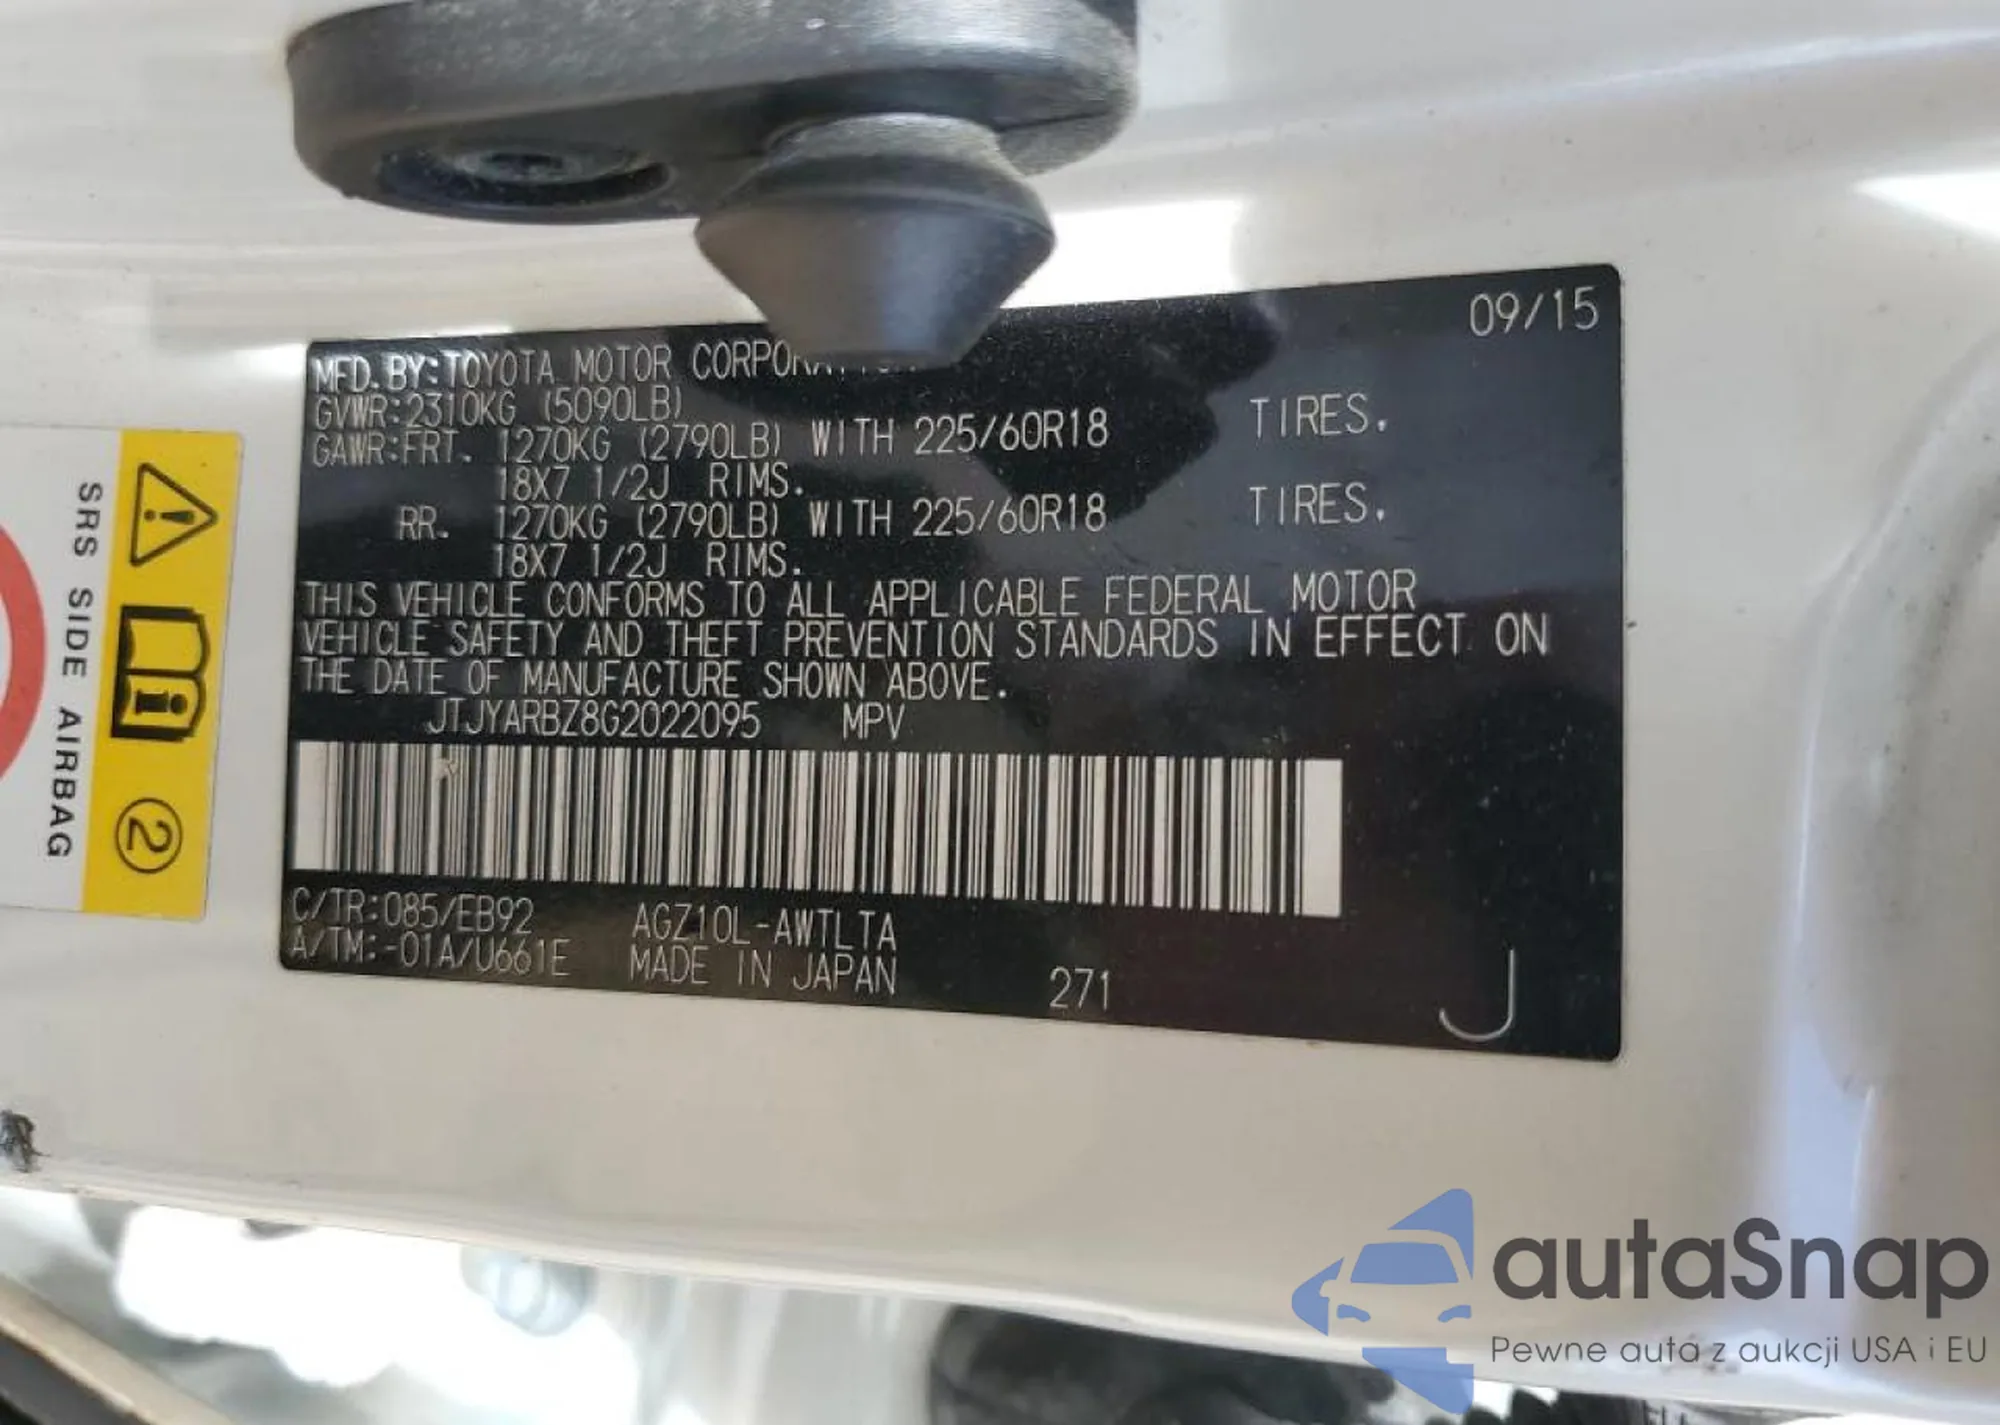 09/15
MFD. BY: TOYOTA MOTOR CORPORATION
GVWR: 2310KG (5090LB)
GAWR: FRT. 1270KG (2790LB) WITH 225/60R18 TIRES.
18X7 1/2J RIMS.
RR. 1270KG (2790LB) WITH 225/60R18 TIRES.
18X7 1/2J RIMS.
THIS VEHICLE CONFORMS TO ALL APPLICABLE FEDERAL MOTOR
VEHICLE SAFETY AND THEFT PREVENTION STANDARDS IN EFFECT ON
THE DATE OF MANUFACTURE SHOWN ABOVE.
JTJYARBZ8G2022095 MPV
C/TR: 085/EB92 AGZ10L-AWTLTA
A/TM: -01A/U661E MADE IN JAPAN 271 J
SRS SIDE AIRBAG
2
autaSnap
Pewne auta z aukcji USA i EU